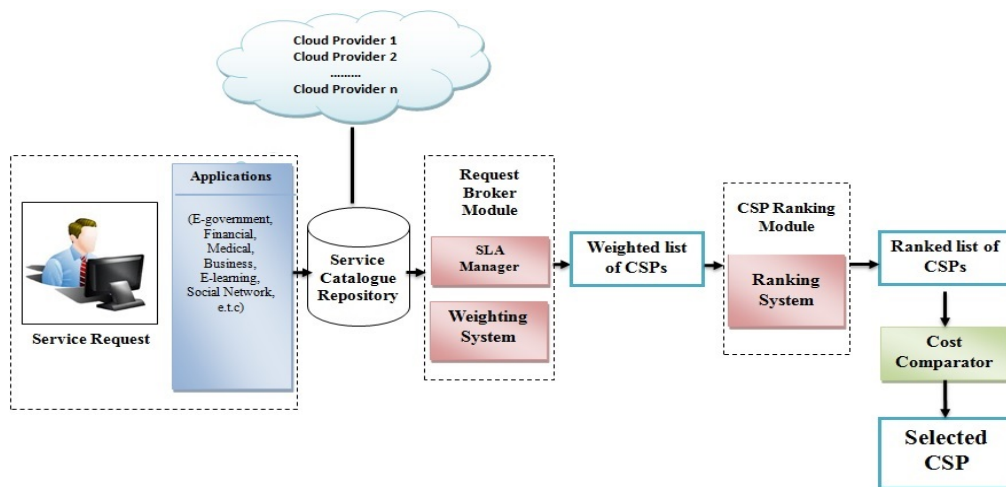 Cloud Provider 1
Cloud Provider 2
.........
Cloud Provider n
Applications
(E-government,
Financial,
Medical,
Business,
E-learning,
Social Network,
e.t.c)
Service Request
Service
Catalogue
Repository
Request
Broker
Module
SLA
Manager
Weighting
System
Weighted list
of CSPs
CSP Ranking
Module
Ranking
System
Ranked list of
CSPs
Cost
Comparator
Selected
CSP